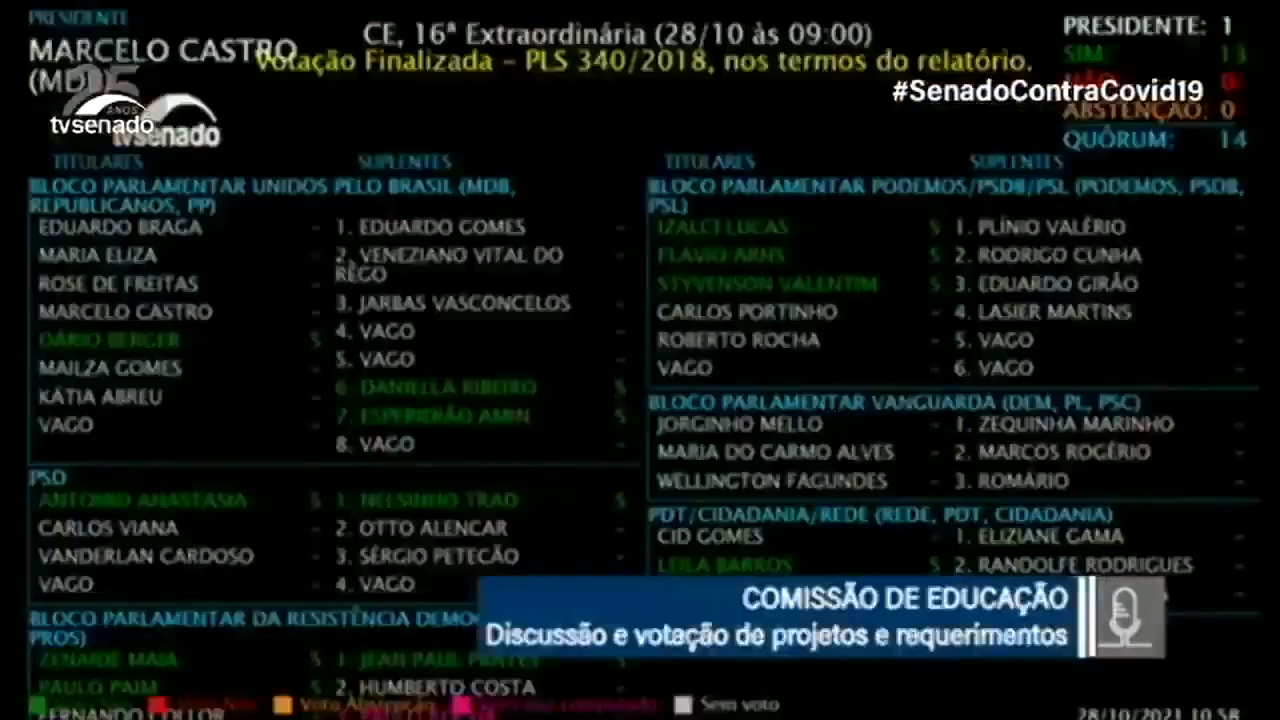 PRESIDENTE
MARCELO CASTRO
(MDB)
CE, 16ª Extraordinária (28/10 às 09:00)
Votação Finalizada - PLS 340/2018, nos termos do relatório.
PRESIDENTE: 1
SIM: 13
NÃO: 0
ABSTENÇÃO: 0
QUÓRUM: 14
#SenadoContraCovid19
25
ANOS
tvsenado
tvsenado
TITULARES SUPLENTES
BLOCO PARLAMENTAR UNIDOS PELO BRASIL (MDB,
REPUBLICANOS, PP)
EDUARDO BRAGA - 1. EDUARDO GOMES -
MARIA ELIZA - 2. VENEZIANO VITAL DO
RÊGO -
ROSE DE FREITAS - 3. JARBAS VASCONCELOS -
MARCELO CASTRO - 4. VAGO -
DÁRIO BERGER S 5. VAGO -
MAILZA GOMES - 6. DANIELLA RIBEIRO S
KÁTIA ABREU - 7. ESPERIDIÃO AMIN S
VAGO - 8. VAGO -
PSD
ANTONIO ANASTASIA S 1. NELSINHO TRAD S
CARLOS VIANA - 2. OTTO ALENCAR -
VANDERLAN CARDOSO - 3. SÉRGIO PETECÃO -
VAGO - 4. VAGO -
BLOCO PARLAMENTAR DA RESISTÊNCIA DEMOC
PROS)
ZENAIDE MAIA S 1. JEAN PAUL PRATES S
PAULO PAIM S 2. HUMBERTO COSTA -
FERNANDO COLLOR
TITULARES SUPLENTES
BLOCO PARLAMENTAR PODEMOS/PSDB/PSL (PODEMOS, PSDB,
PSL)
IZALCI LUCAS S 1. PLÍNIO VALÉRIO -
FLÁVIO ARNS S 2. RODRIGO CUNHA -
STYVENSON VALENTIM S 3. EDUARDO GIRÃO -
CARLOS PORTINHO - 4. LASIER MARTINS -
ROBERTO ROCHA - 5. VAGO -
VAGO - 6. VAGO -
BLOCO PARLAMENTAR VANGUARDA (DEM, PL, PSC)
JORGINHO MELLO - 1. ZEQUINHA MARINHO -
MARIA DO CARMO ALVES - 2. MARCOS ROGÉRIO -
WELLINGTON FAGUNDES - 3. ROMÁRIO -
PDT/CIDADANIA/REDE (REDE, PDT, CIDADANIA)
CID GOMES - 1. ELIZIANE GAMA -
LEILA BARROS S 2. RANDOLFE RODRIGUES -
COMISSÃO DE EDUCAÇÃO
Discussão e votação de projetos e requerimentos
Voto Abstenção Sem voto
28/10/2021 10:58